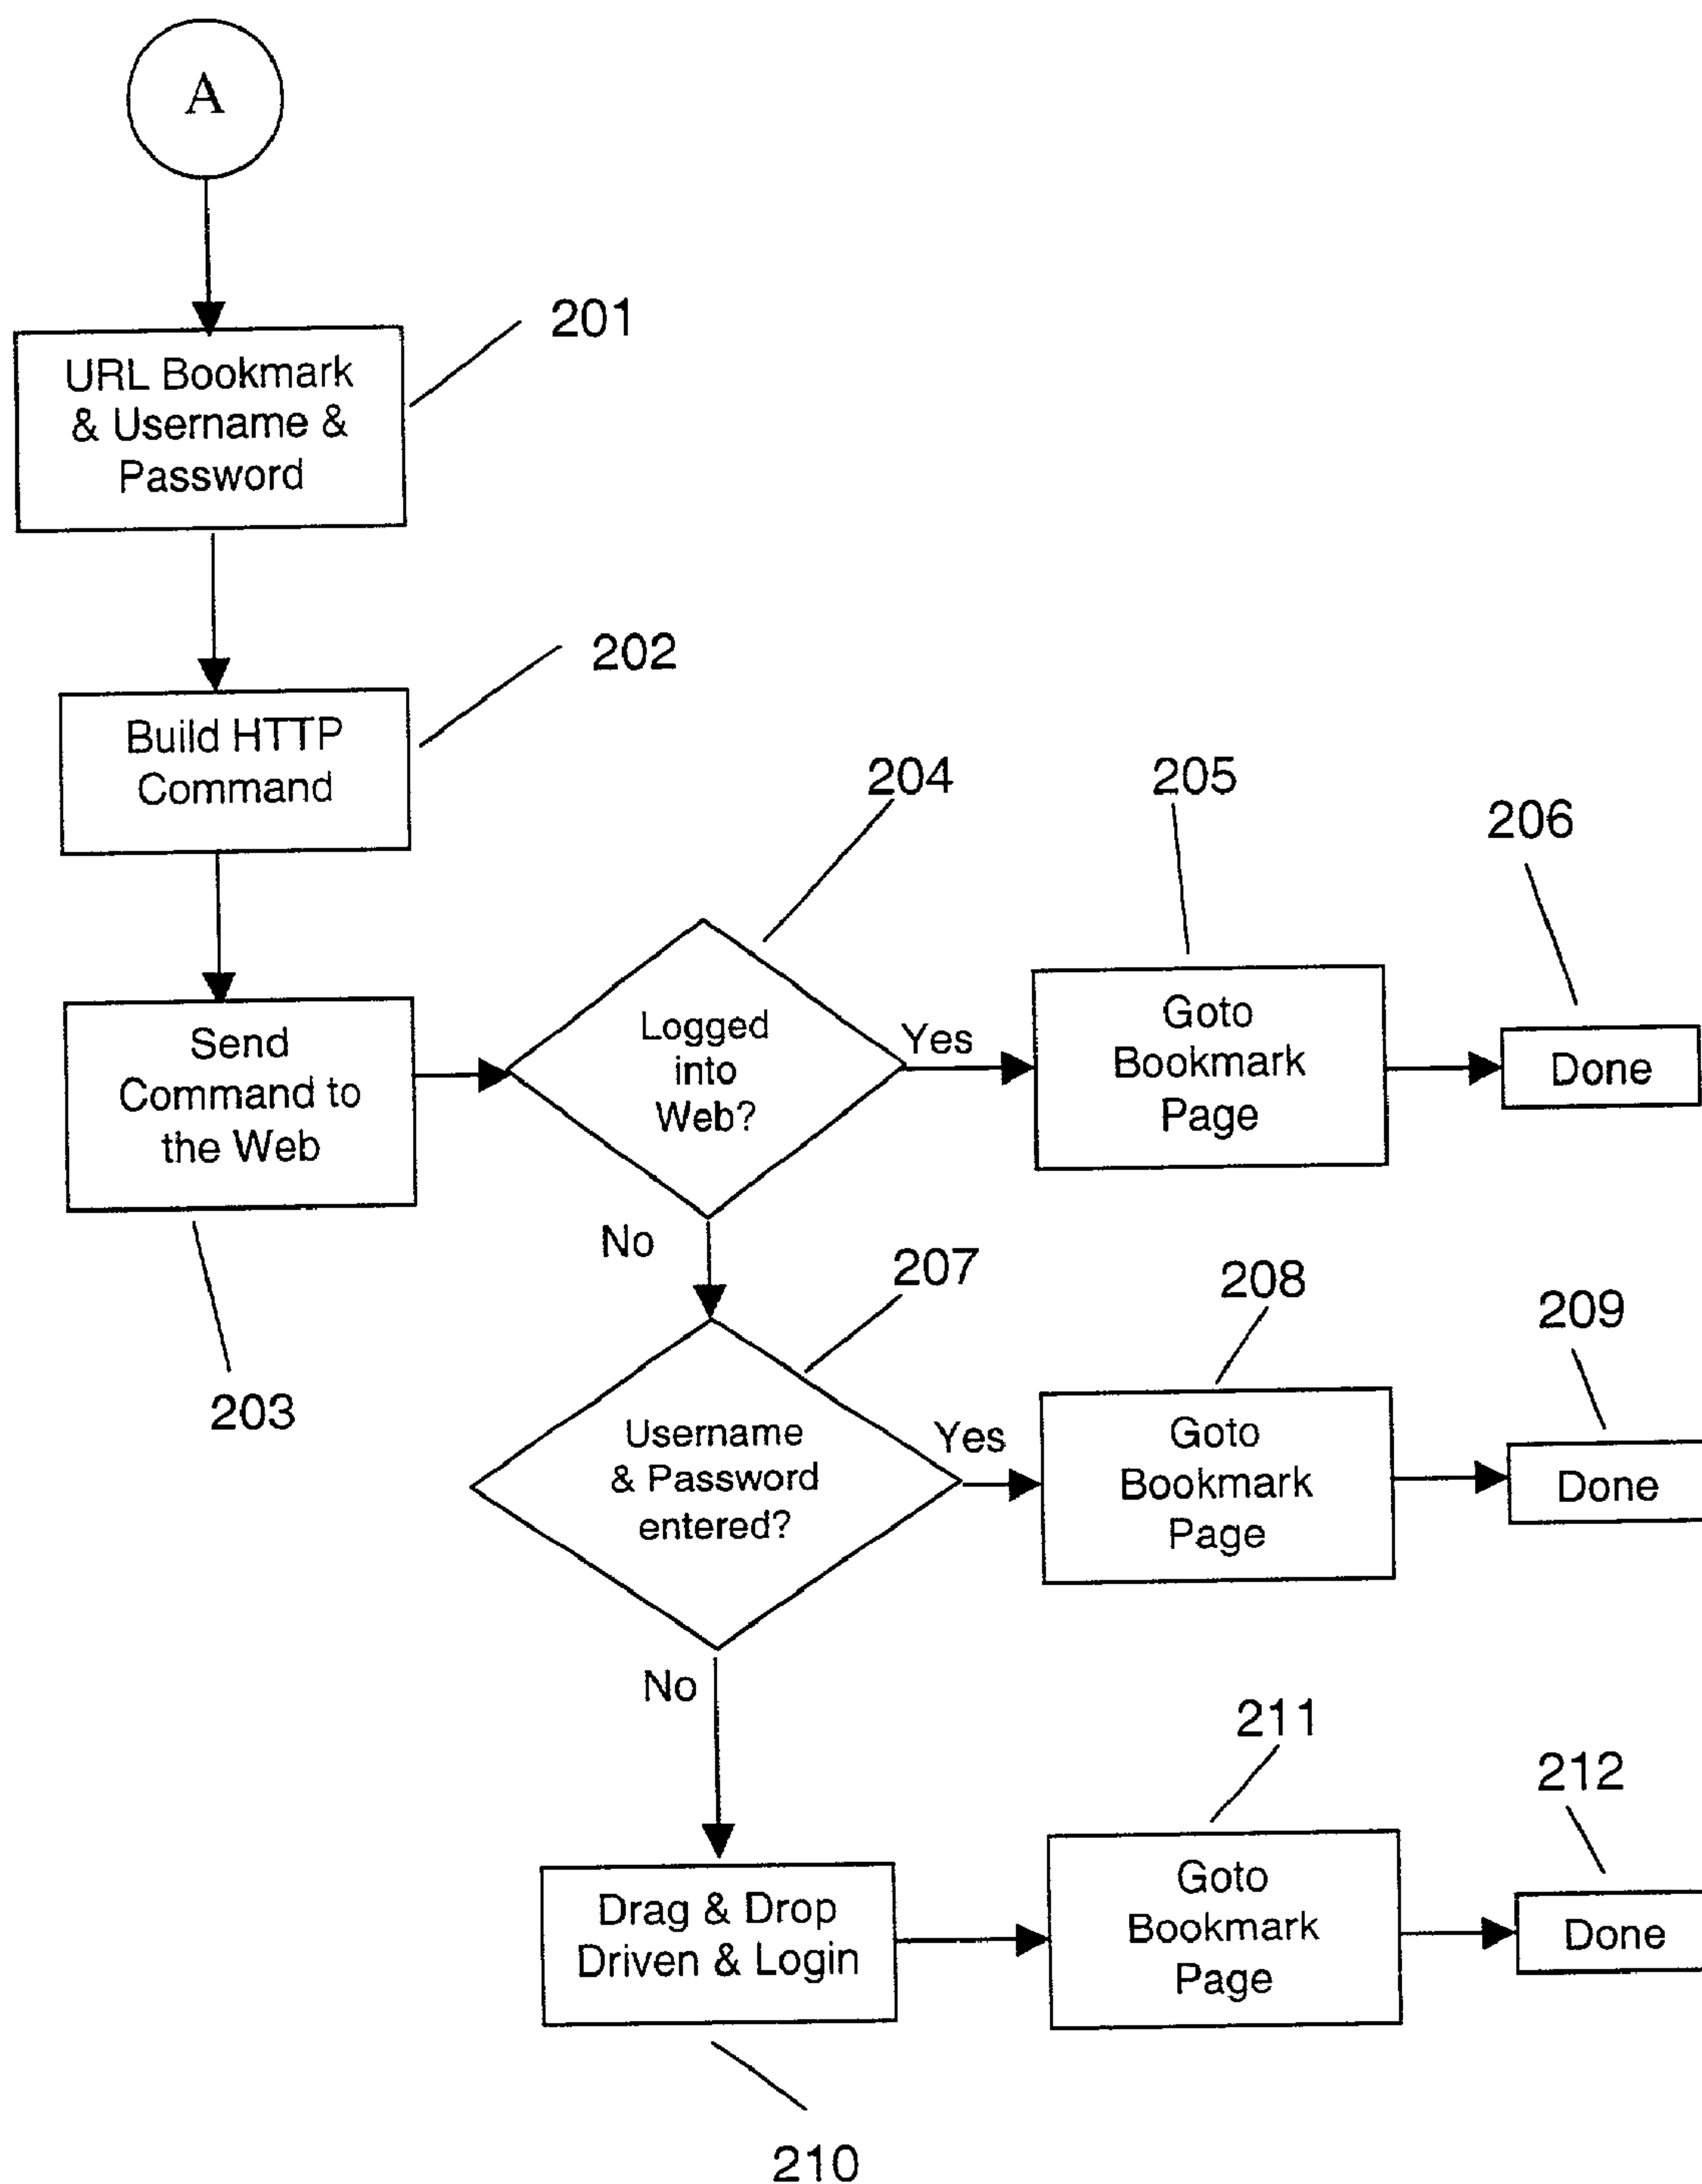 A
201
URL Bookmark
& Username &
Password
202
Build HTTP
Command
204
205
206
Send
Command to
the Web
203
Logged
into
Web?
Yes
Goto
Bookmark
Page
Done
No
207
208
209
Username
& Password
entered?
Yes
Goto
Bookmark
Page
Done
No
211
212
Drag & Drop
Driven & Login
210
Goto
Bookmark
Page
Done